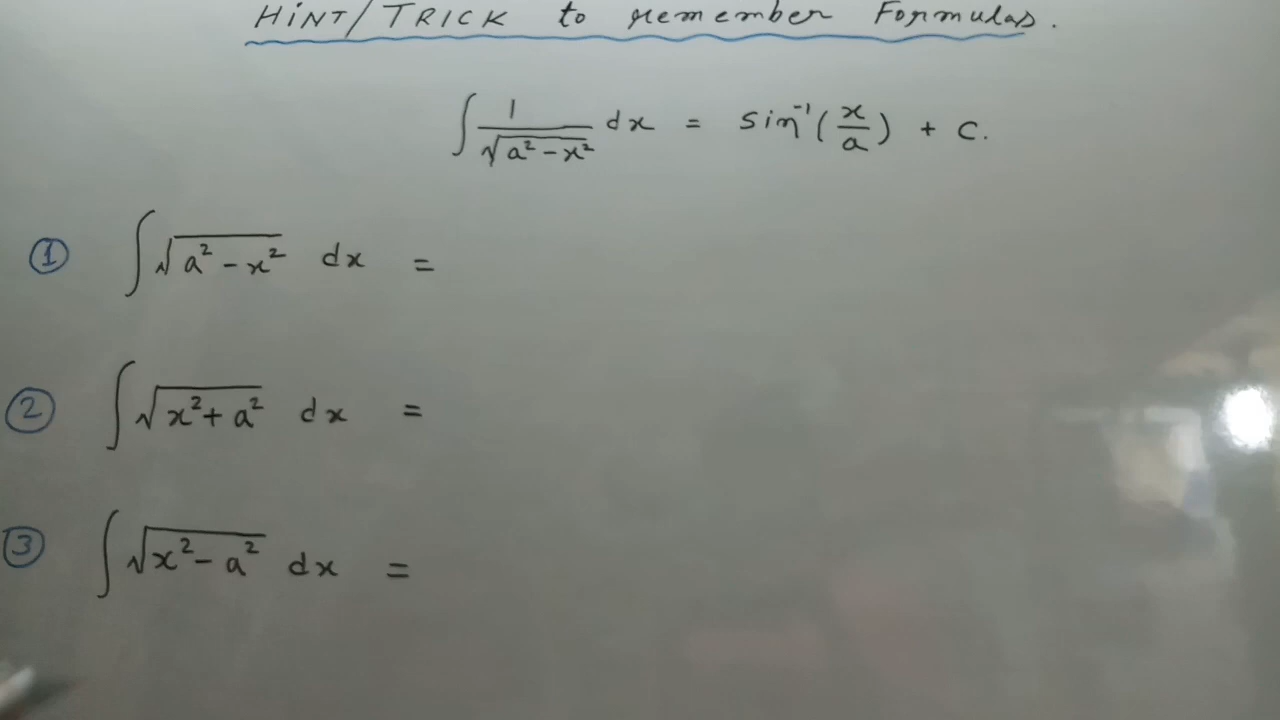 HINT/TRICK to remember Formulas.
∫ 1/√(a² - x²) dx = sin⁻¹(x/a) + c.
① ∫ √(a² - x²) dx =
② ∫ √(x² + a²) dx =
③ ∫ √(x² - a²) dx =